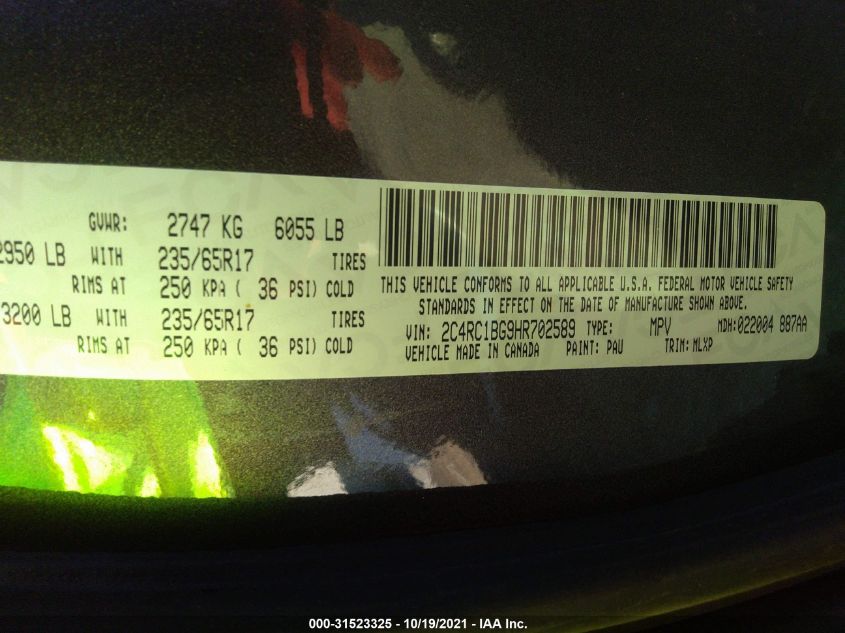 GVWR: 2747 KG 6055 LB
2950 LB WITH 235/65R17 TIRES
RIMS AT 250 KPA ( 36 PSI) COLD
3200 LB WITH 235/65R17 TIRES
RIMS AT 250 KPA ( 36 PSI) COLD
THIS VEHICLE CONFORMS TO ALL APPLICABLE U.S.A. FEDERAL MOTOR VEHICLE SAFETY
STANDARDS IN EFFECT ON THE DATE OF MANUFACTURE SHOWN ABOVE.
VIN: 2C4RC1BG9HR702589 TYPE: MPV MDH:022004 887AA
VEHICLE MADE IN CANADA PAINT: PAU TRIM: MLXP
000-31523325 - 10/19/2021 - IAA Inc.